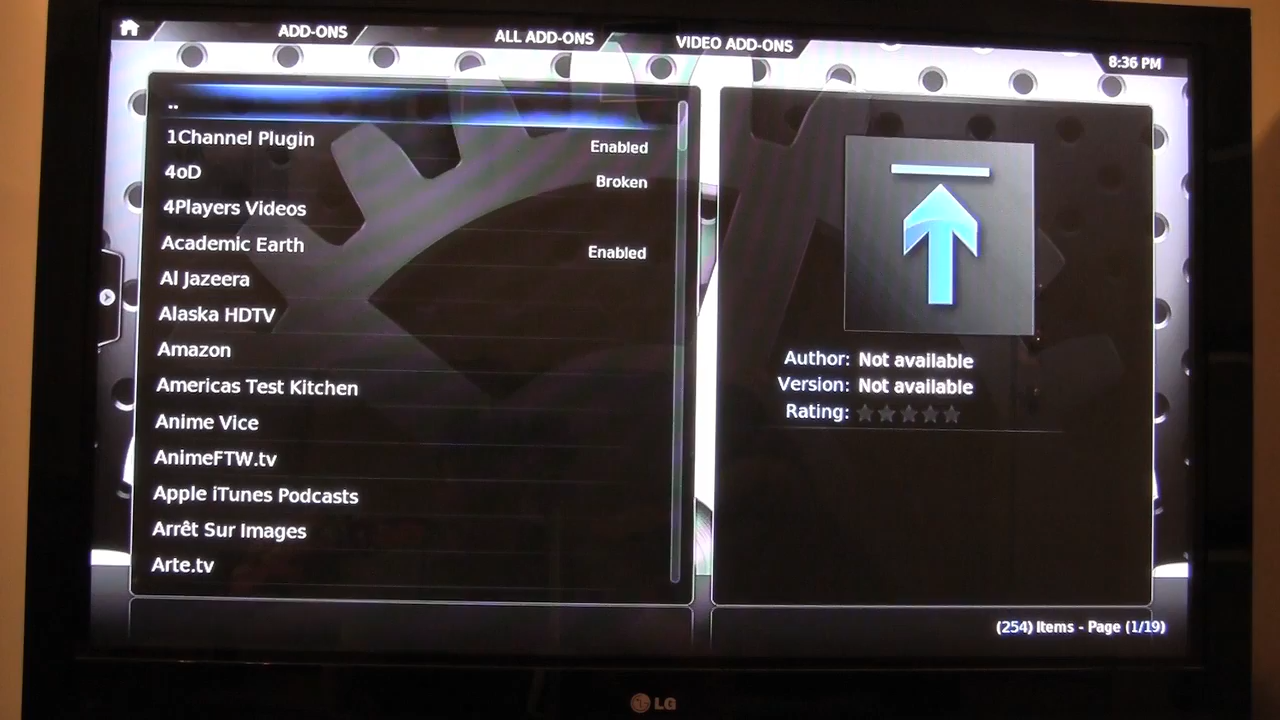 ADD-ONS
ALL ADD-ONS
VIDEO ADD-ONS
8:36 PM
..
1Channel Plugin Enabled
4oD Broken
4Players Videos
Academic Earth Enabled
Al Jazeera
Alaska HDTV
Amazon
Americas Test Kitchen
Anime Vice
AnimeFTW.tv
Apple iTunes Podcasts
Arrêt Sur Images
Arte.tv
Author: Not available
Version: Not available
Rating:
(254) Items - Page (1/19)
LG